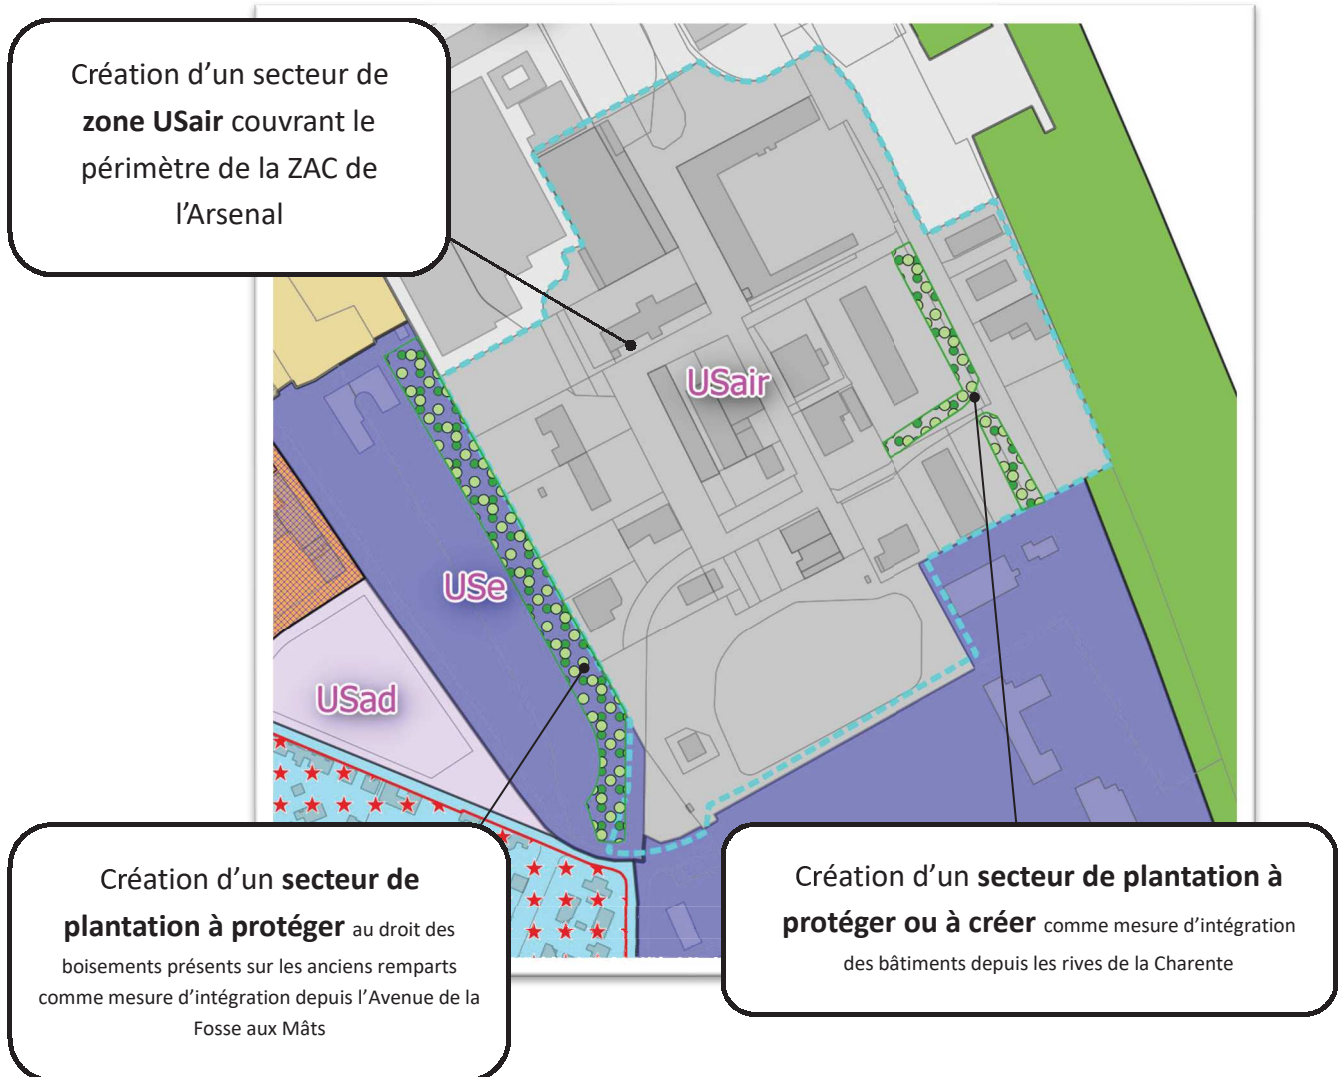 Création d’un secteur de
zone USair couvrant le
périmètre de la ZAC de
l’Arsenal
USair
USe
USad
Création d’un secteur de
plantation à protéger au droit des
boisements présents sur les anciens remparts
comme mesure d’intégration depuis l’Avenue de la
Fosse aux Mâts
Création d’un secteur de plantation à
protéger ou à créer comme mesure d’intégration
des bâtiments depuis les rives de la Charente